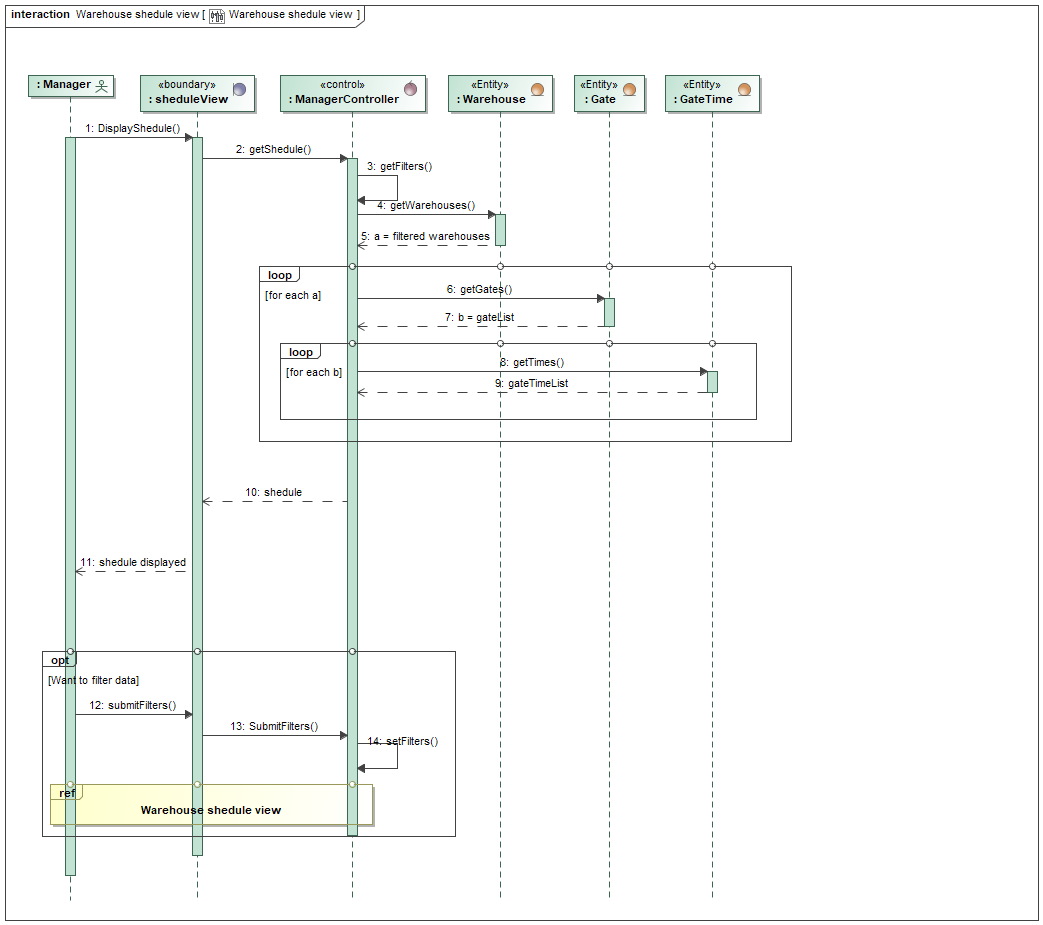 interaction Warehouse shedule view [ Warehouse shedule view ]
: Manager
«boundary»
: sheduleView
«control»
: ManagerController
«Entity»
: Warehouse
«Entity»
: Gate
«Entity»
: GateTime
1: DisplayShedule()
2: getShedule()
3: getFilters()
4: getWarehouses()
5: a = filtered warehouses
loop
[for each a]
6: getGates()
7: b = gateList
loop
[for each b]
8: getTimes()
9: gateTimeList
10: shedule
11: shedule displayed
opt
[Want to filter data]
12: submitFilters()
13: SubmitFilters()
14: setFilters()
ref
Warehouse shedule view